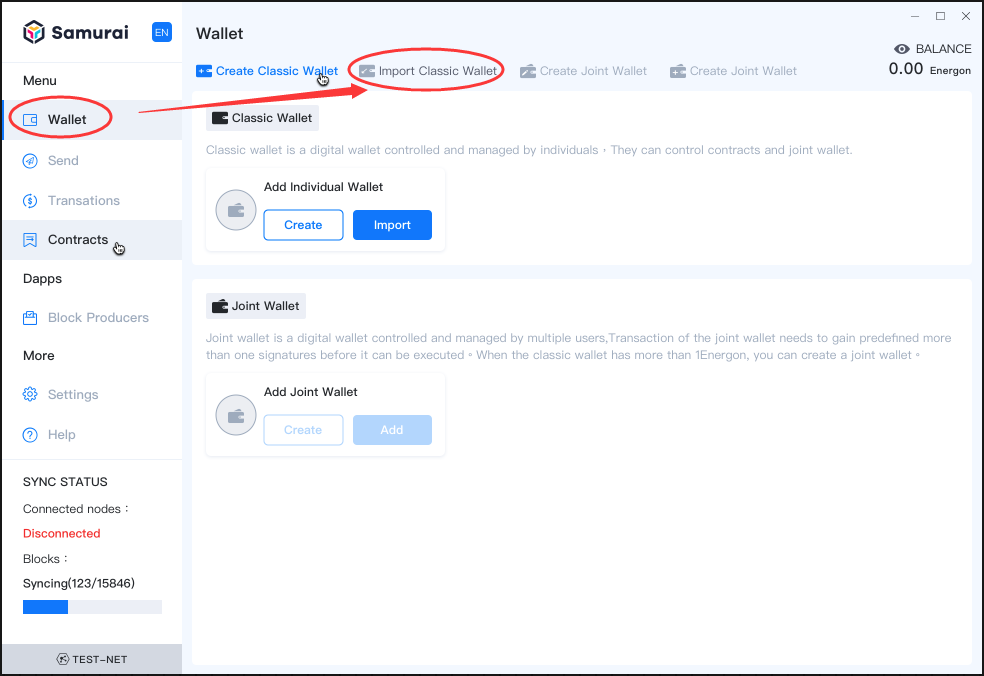 Samurai
EN
Menu
Wallet
Send
Transations
Contracts
Dapps
Block Producers
More
Settings
Help
SYNC STATUS
Connected nodes：
Disconnected
Blocks：
Syncing(123/15846)
TEST-NET
Wallet
BALANCE
0.00 Energon
Create Classic Wallet
Import Classic Wallet
Create Joint Wallet
Create Joint Wallet
Classic Wallet
Classic wallet is a digital wallet controlled and managed by individuals，They can control contracts and joint wallet.
Add Individual Wallet
Create
Import
Joint Wallet
Joint wallet is a digital wallet controlled and managed by multiple users,Transaction of the joint wallet needs to gain predefined more
than one signatures before it can be executed。When the classic wallet has more than 1Energon, you can create a joint wallet。
Add Joint Wallet
Create
Add